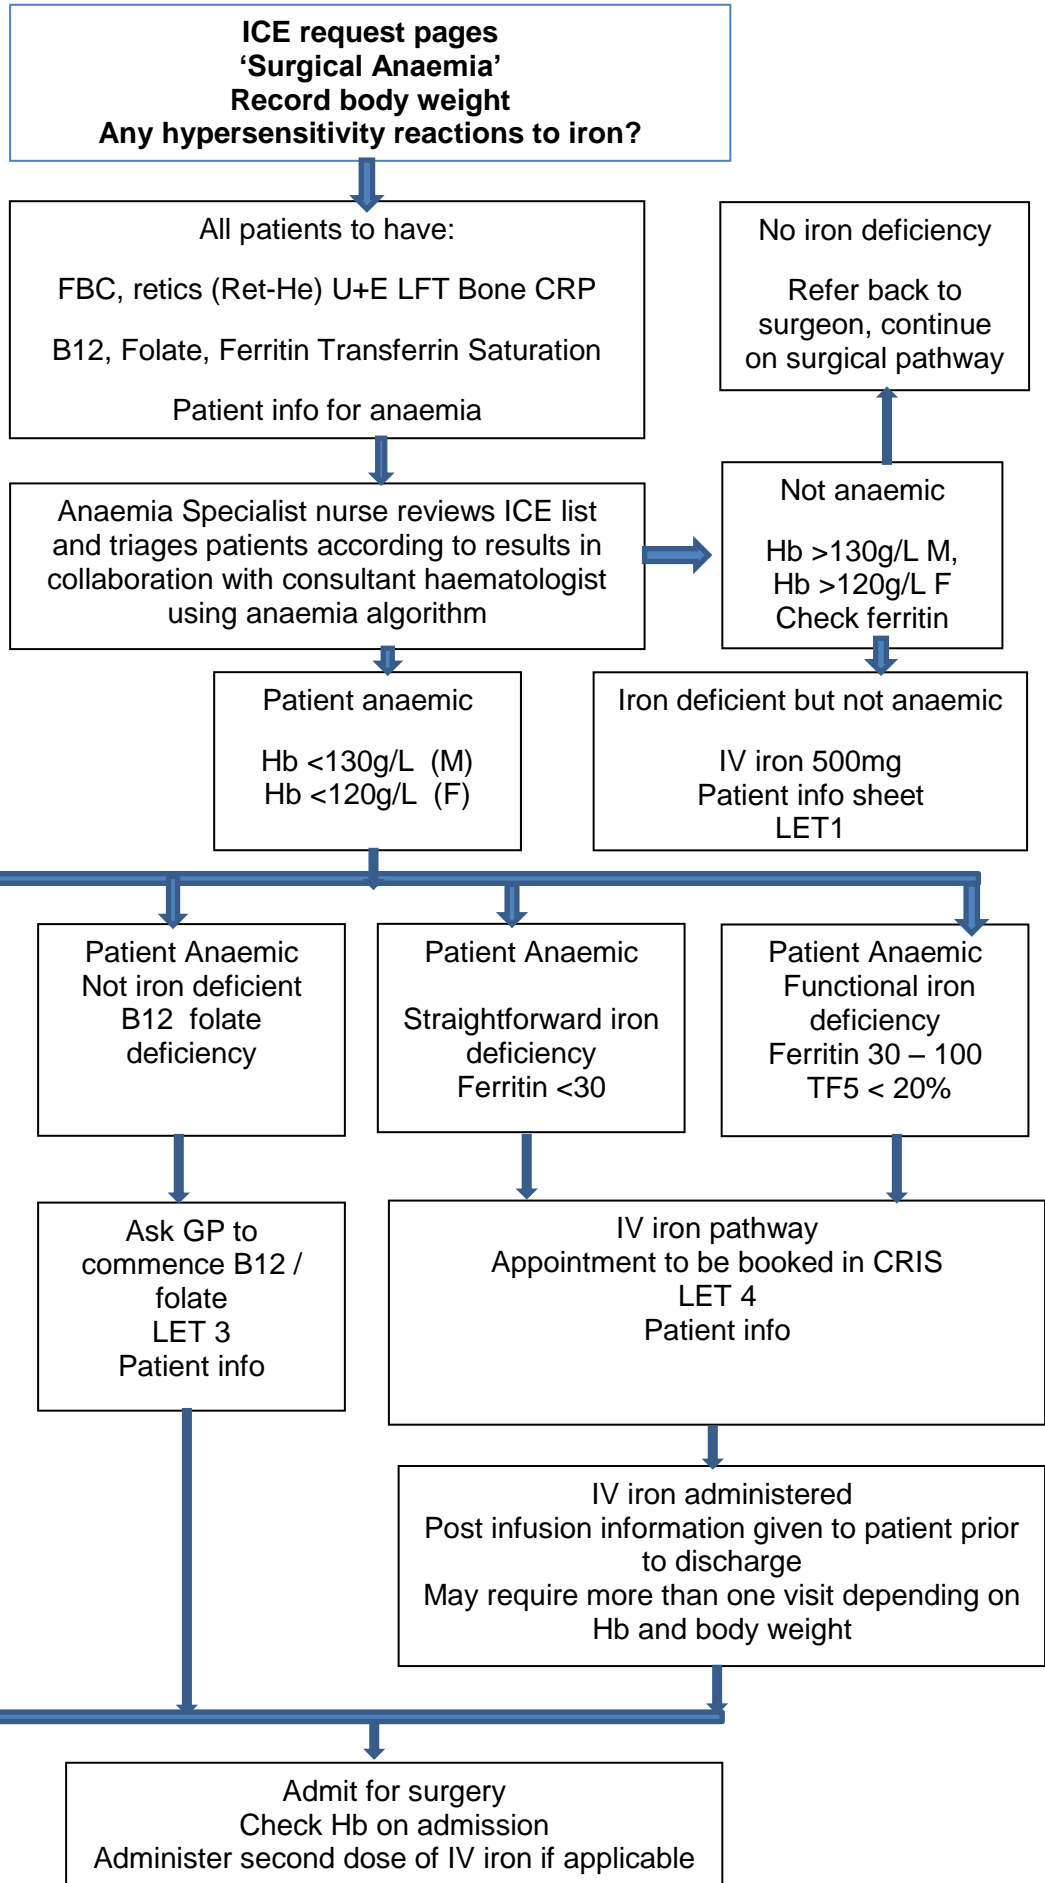 ICE request pages
‘Surgical Anaemia’
Record body weight
Any hypersensitivity reactions to iron?
All patients to have:
FBC, retics (Ret-He) U+E LFT Bone CRP
B12, Folate, Ferritin Transferrin Saturation
Patient info for anaemia
No iron deficiency
Refer back to
surgeon, continue
on surgical pathway
Anaemia Specialist nurse reviews ICE list
and triages patients according to results in
collaboration with consultant haematologist
using anaemia algorithm
Not anaemic
Hb >130g/L M,
Hb >120g/L F
Check ferritin
Patient anaemic
Hb <130g/L (M)
Hb <120g/L (F)
Iron deficient but not anaemic
IV iron 500mg
Patient info sheet
LET1
Patient Anaemic
Not iron deficient
B12 folate
deficiency
Patient Anaemic
Straightforward iron
deficiency
Ferritin <30
Patient Anaemic
Functional iron
deficiency
Ferritin 30 – 100
TF5 < 20%
Ask GP to
commence B12 /
folate
LET 3
Patient info
IV iron pathway
Appointment to be booked in CRIS
LET 4
Patient info
IV iron administered
Post infusion information given to patient prior
to discharge
May require more than one visit depending on
Hb and body weight
Admit for surgery
Check Hb on admission
Administer second dose of IV iron if applicable